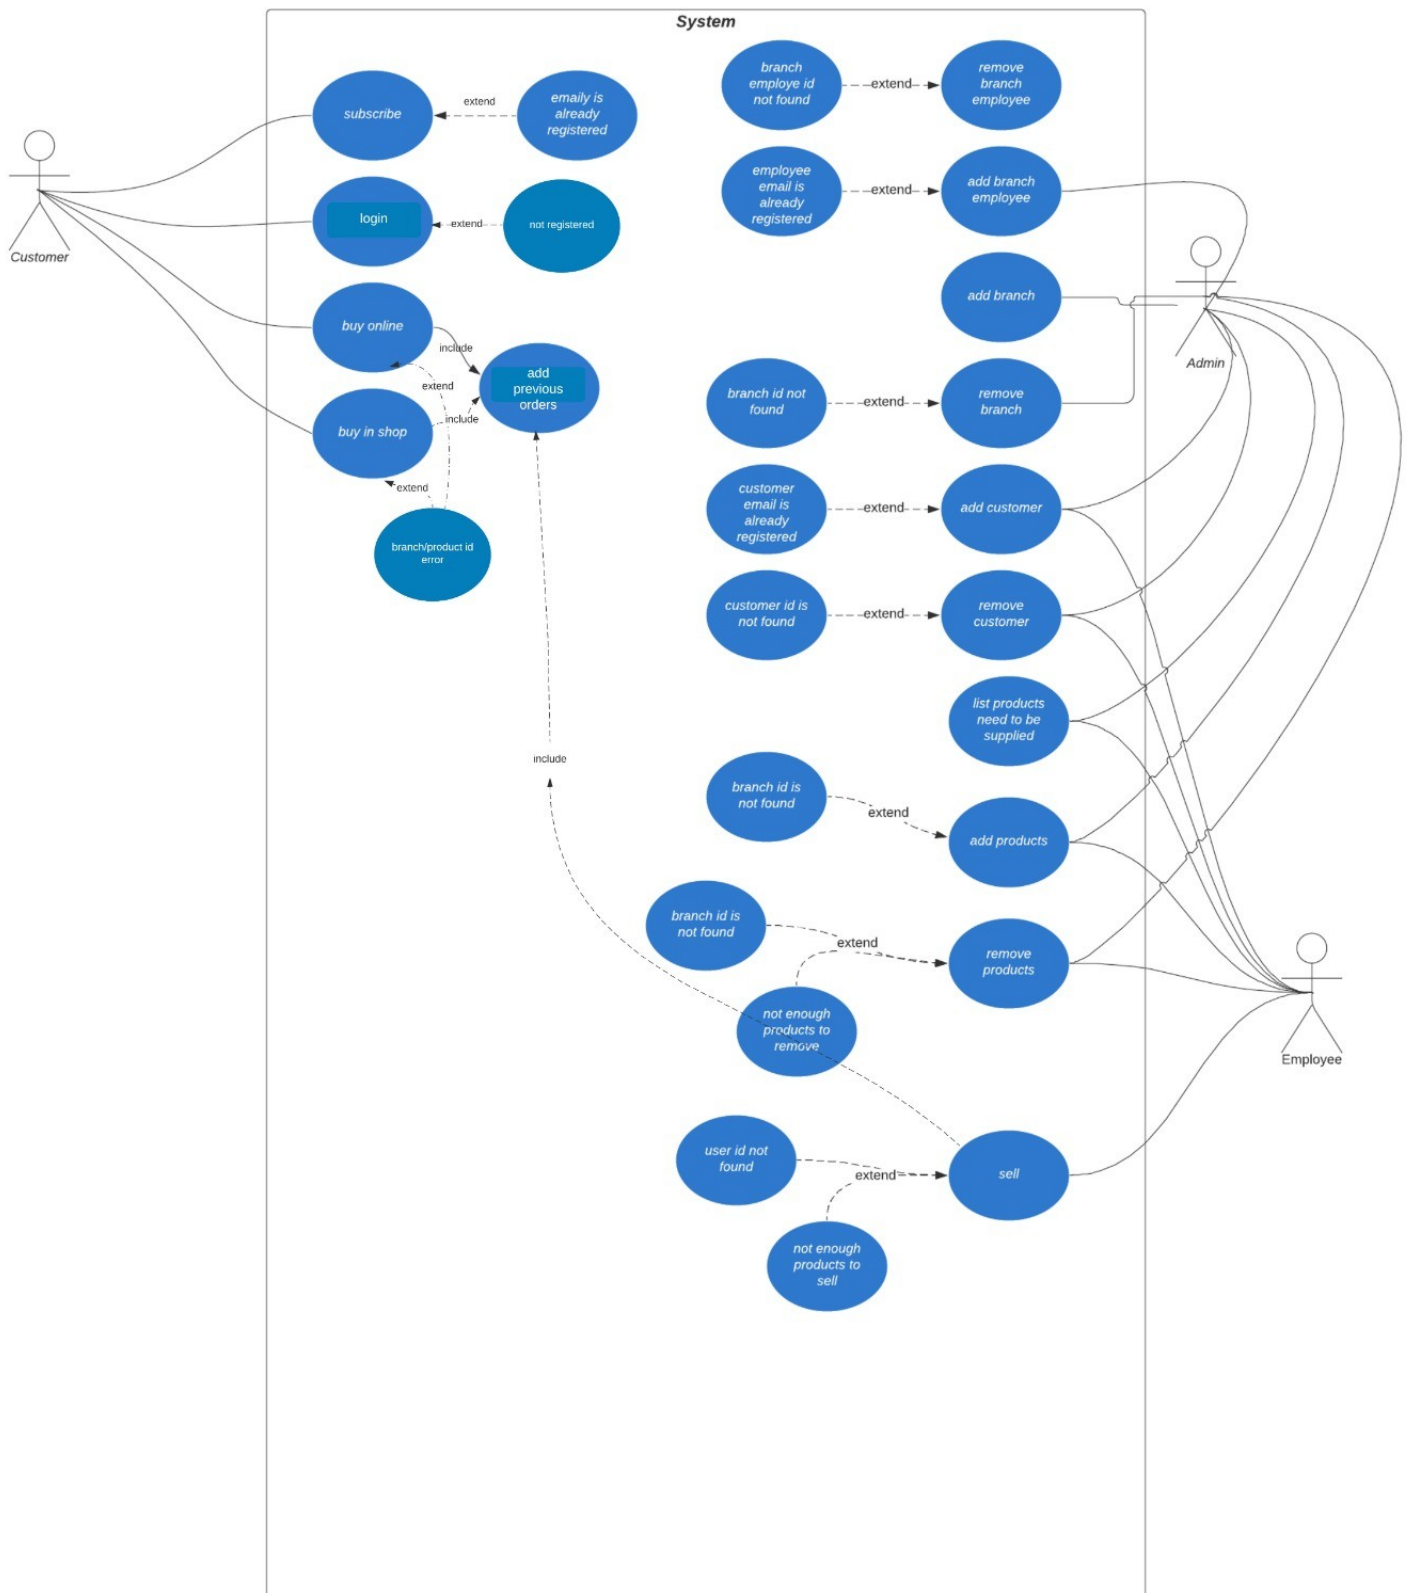 System
subscribe
extend
emaily is
already
registered
login
extend
not registered
Customer
buy online
include
add
previous
orders
extend
buy in shop
include
extend
branch/product id
error
include
branch
employe id
not found
extend
remove
branch
employee
employee
email is
already
registered
extend
add branch
employee
add branch
Admin
branch id not
found
extend
remove
branch
customer
email is
already
registered
extend
add customer
customer id is
not found
extend
remove
customer
list products
need to be
supplied
branch id is
not found
extend
add products
branch id is
not found
extend
remove
products
not enough
products to
remove
Employee
user id not
found
extend
sell
not enough
products to
sell